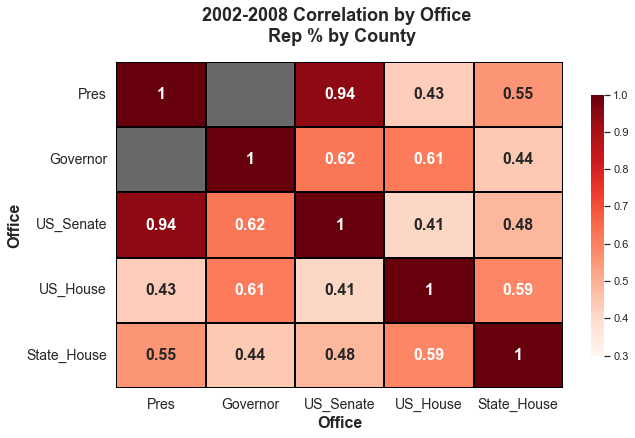 2002-2008 Correlation by Office
Rep % by County
Pres 1 0.94 0.43 0.55
Governor 1 0.62 0.61 0.44
US_Senate 0.94 0.62 1 0.41 0.48
US_House 0.43 0.61 0.41 1 0.59
State_House 0.55 0.44 0.48 0.59 1
Pres Governor US_Senate US_House State_House
Office
Office
1.0
0.9
0.8
0.7
0.6
0.5
0.4
0.3